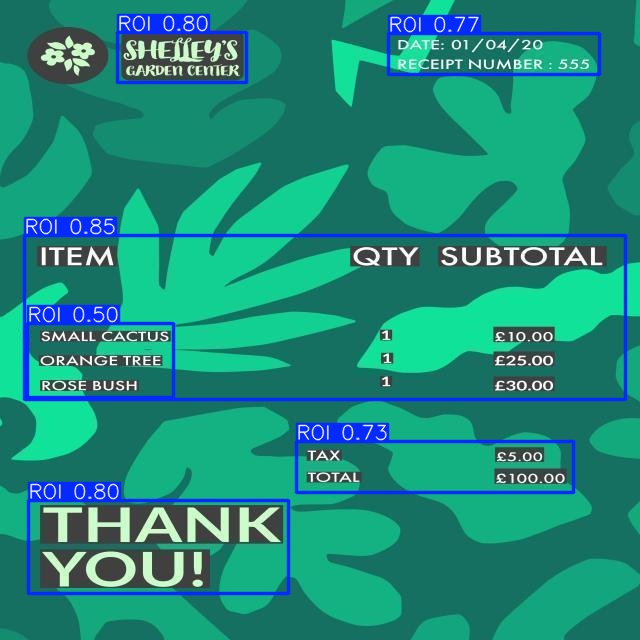 ROI 0.80
SHELLEY'S
GARDEN CENTER
ROI 0.77
DATE: 01/04/20
RECEIPT NUMBER : 555
ROI 0.85
ITEM QTY SUBTOTAL
ROI 0.50
SMALL CACTUS 1 £10.00
ORANGE TREE 1 £25.00
ROSE BUSH 1 £30.00
ROI 0.73
TAX £5.00
TOTAL £100.00
ROI 0.80
THANK
YOU!